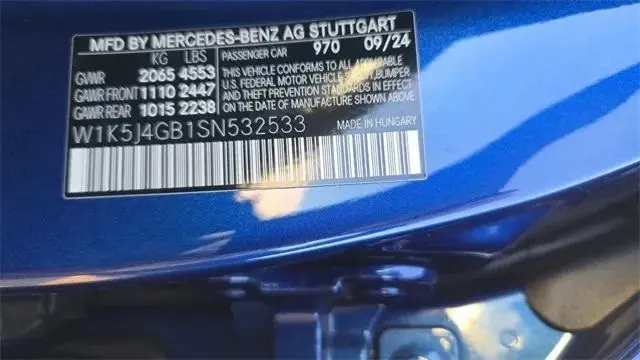 MFD BY MERCEDES-BENZ AG STUTTGART
KG LBS PASSENGER CAR 970 09/24
GVWR 2065 4553
GAWR FRONT 1110 2447
GAWR REAR 1015 2238
THIS VEHICLE CONFORMS TO ALL APPLICABLE
U.S. FEDERAL MOTOR VEHICLE SAFETY, BUMPER
AND THEFT PREVENTION STANDARDS IN EFFECT ON THE
DATE OF MANUFACTURE SHOWN ABOVE.
W1K5J4GB1SN532533 MADE IN HUNGARY